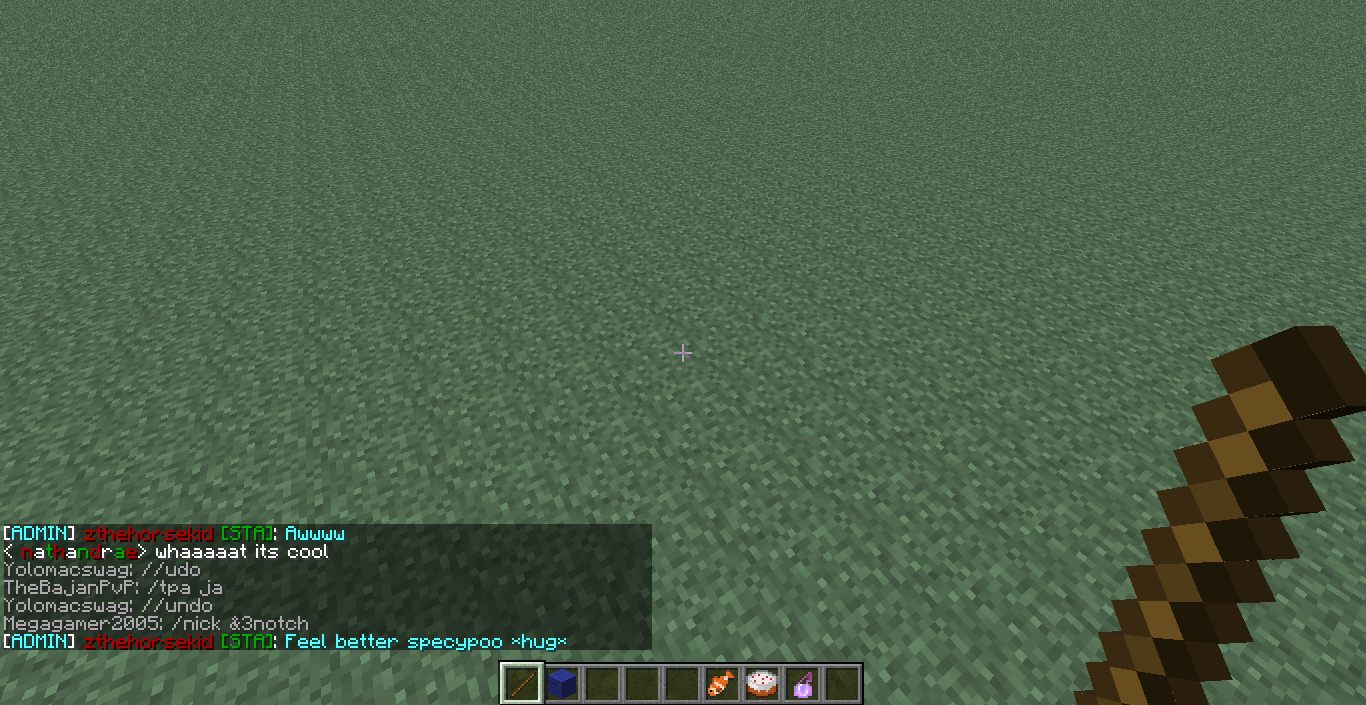 [ADMIN] zthehorsekid [STA]: Awwww
< nathandrae> whaaaaat its cool
Yolomacswag: //udo
TheBajanPvP: /tpa ja
Yolomacswag: //undo
Megagamer2005: /nick &3notch
[ADMIN] zthehorsekid [STA]: Feel better specypoo *hug*